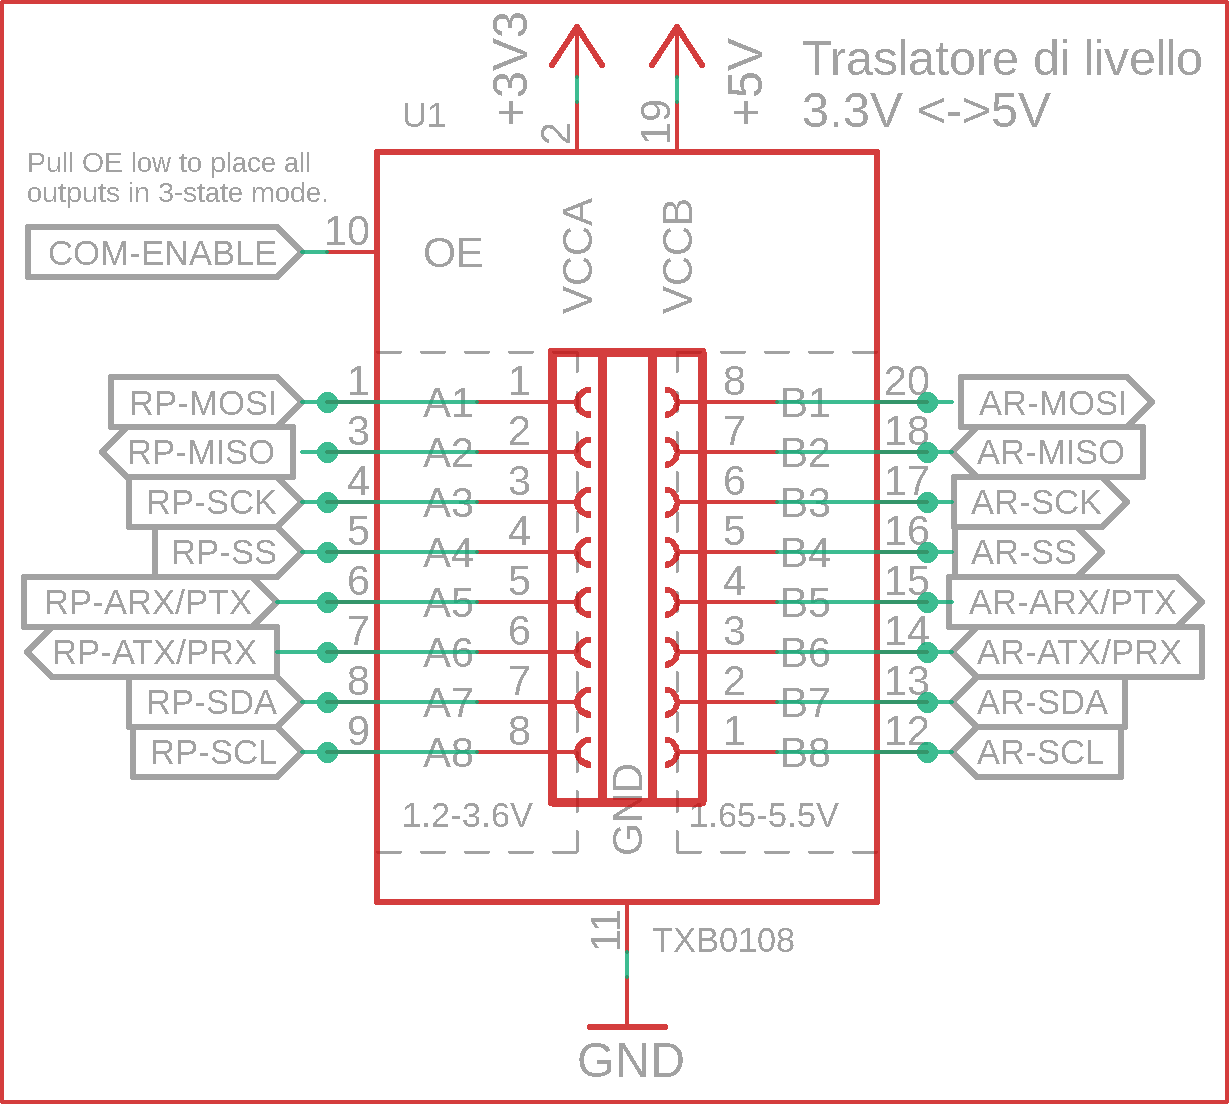 +3V3
+5V
Traslatore di livello
3.3V <->5V
U1
2
19
Pull OE low to place all
outputs in 3-state mode.
COM-ENABLE 10 OE
VCCA
VCCB
RP-MOSI 1 A1 1 8 B1 20 AR-MOSI
RP-MISO 3 A2 2 7 B2 18 AR-MISO
RP-SCK 4 A3 3 6 B3 17 AR-SCK
RP-SS 5 A4 4 5 B4 16 AR-SS
RP-ARX/PTX 6 A5 5 4 B5 15 AR-ARX/PTX
RP-ATX/PRX 7 A6 6 3 B6 14 AR-ATX/PRX
RP-SDA 8 A7 7 2 B7 13 AR-SDA
RP-SCL 9 A8 8 1 B8 12 AR-SCL
1.2-3.6V
GND
1.65-5.5V
11
TXB0108
GND